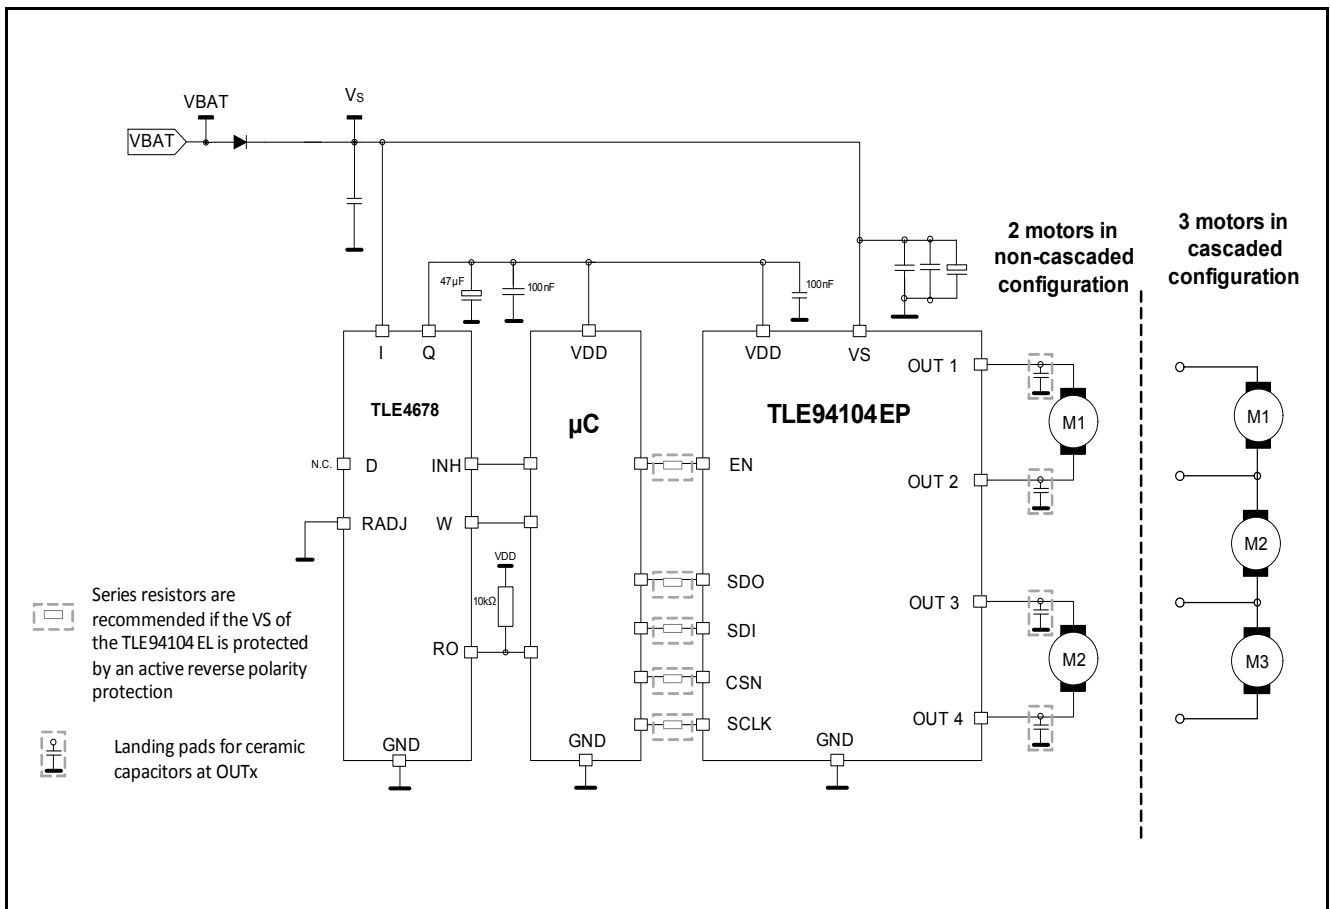 VBAT
VS
VBAT
2 motors in
non-cascaded
configuration
3 motors in
cascaded
configuration
47µF
100nF
100nF
I
Q
VDD
VDD
VS
OUT 1
TLE4678
µC
TLE94104EP
M1
M1
N.C.
D
INH
EN
OUT 2
RADJ
W
M2
VDD
SDO
10kΩ
OUT 3
SDI
RO
M2
M3
CSN
SCLK
OUT 4
GND
GND
GND
Series resistors are
recommended if the VS of
the TLE94104 EL is protected
by an active reverse polarity
protection
Landing pads for ceramic
capacitors at OUTx